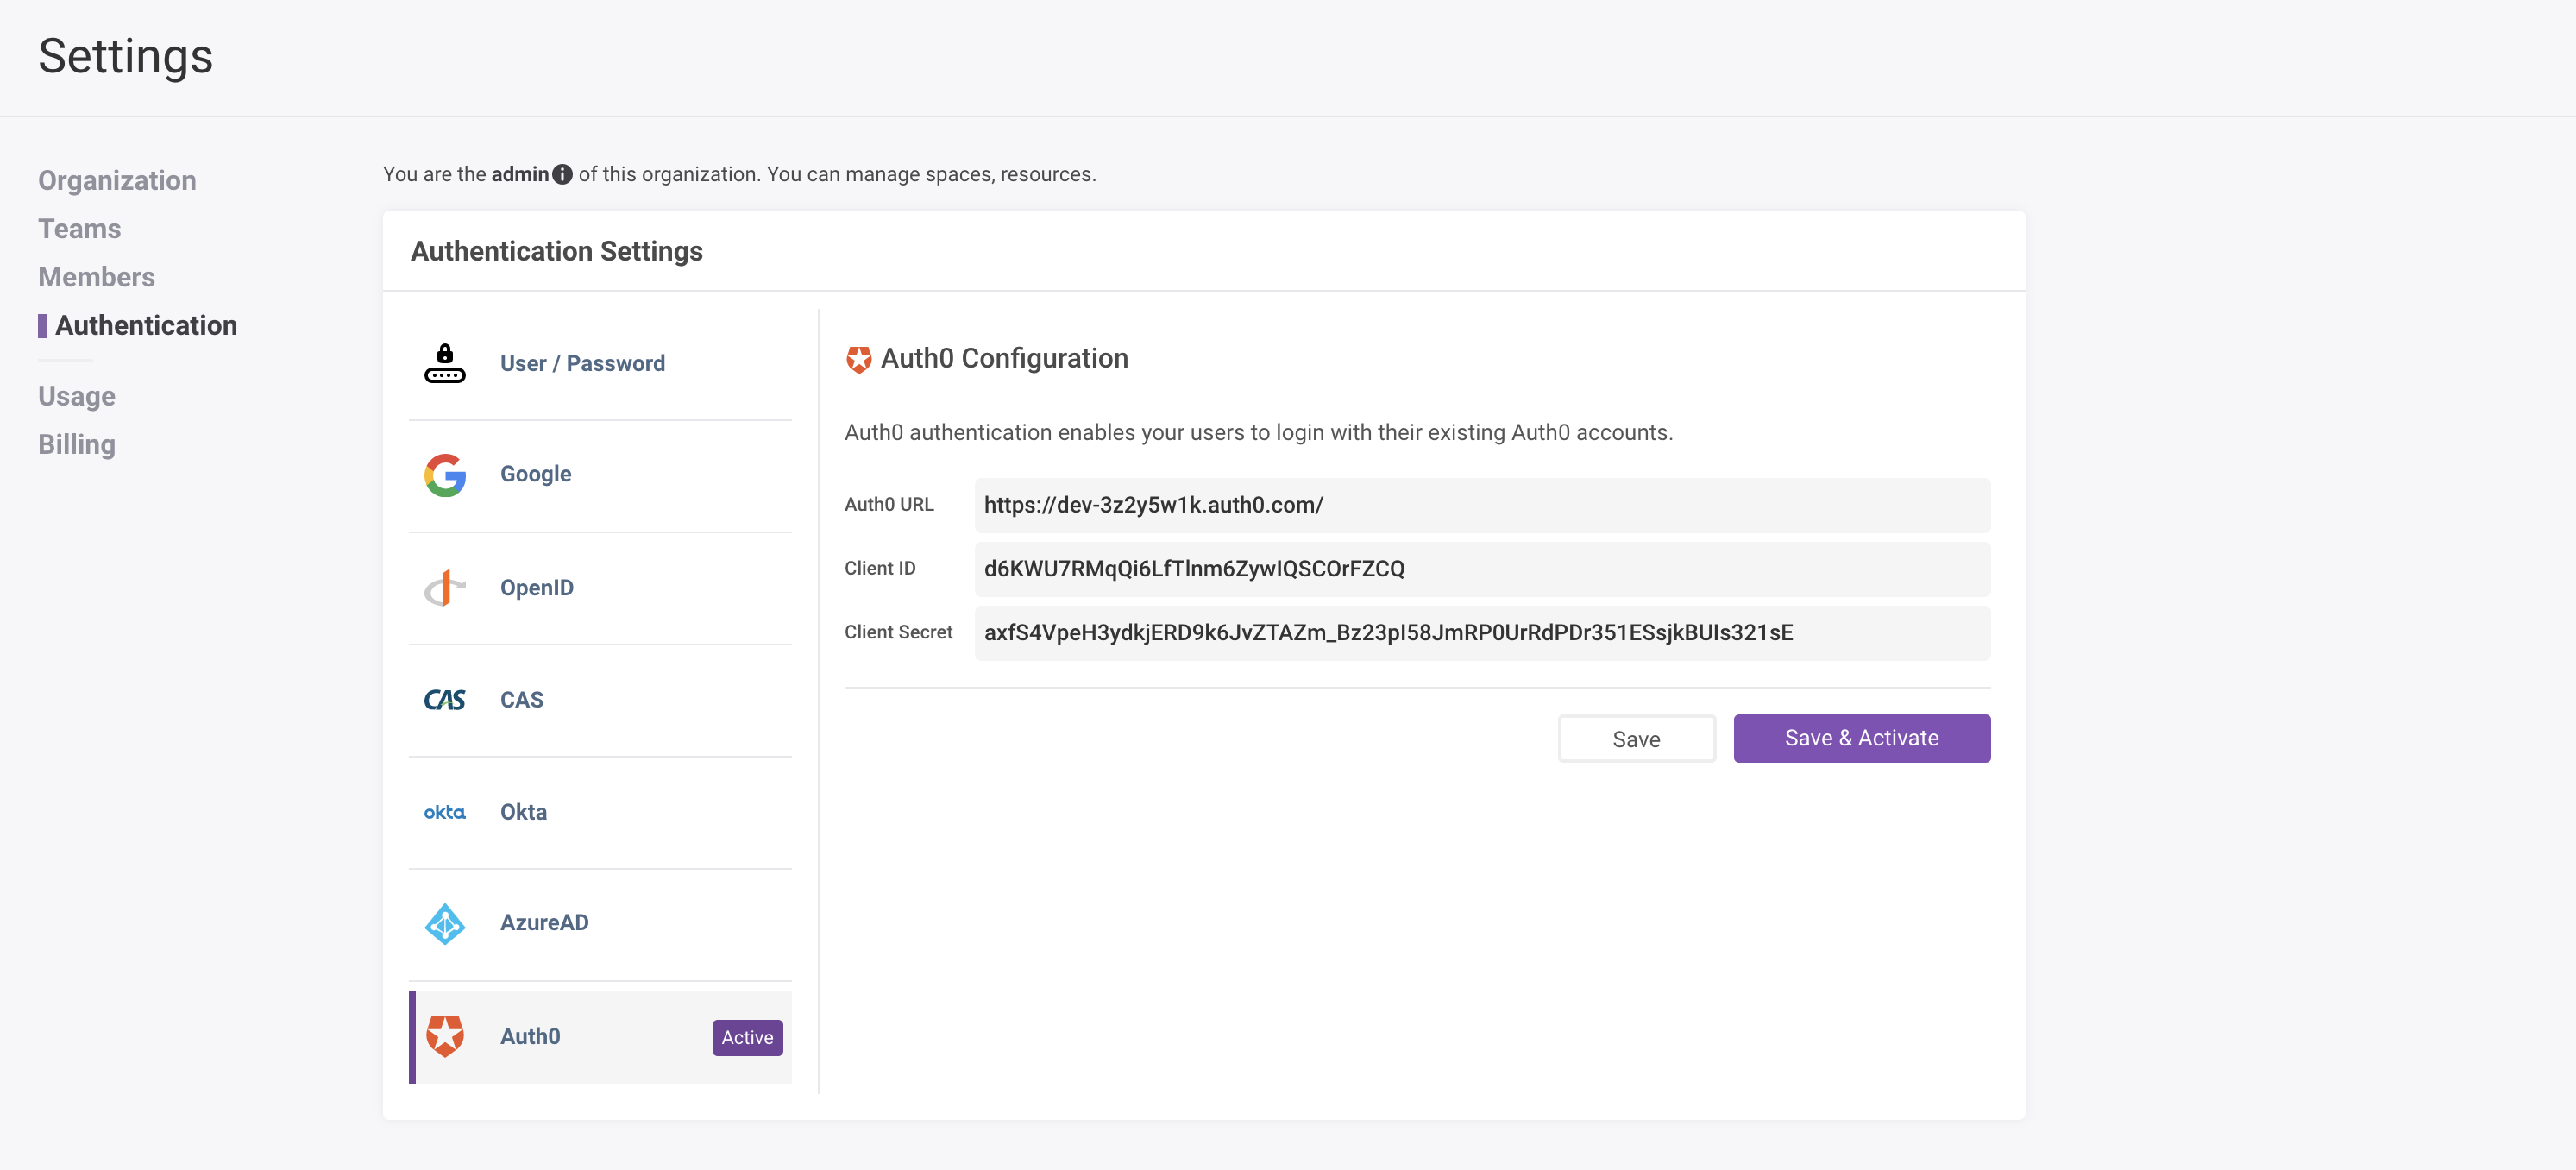 Settings
Organization
Teams
Members
Authentication
Usage
Billing
You are the admin of this organization. You can manage spaces, resources.
Authentication Settings
User / Password
Google
OpenID
CAS
CAS
okta
Okta
AzureAD
Auth0
Active
Auth0 Configuration
Auth0 authentication enables your users to login with their existing Auth0 accounts.
Auth0 URL
https://dev-3z2y5w1k.auth0.com/
Client ID
d6KWU7RMqQi6LfTlnm6ZywIQSCOrFZCQ
Client Secret
axfS4VpeH3ydkjERD9k6JvZTAZm_Bz23pI58JmRP0UrRdPDr351ESsjkBUIs321sE
Save
Save & Activate